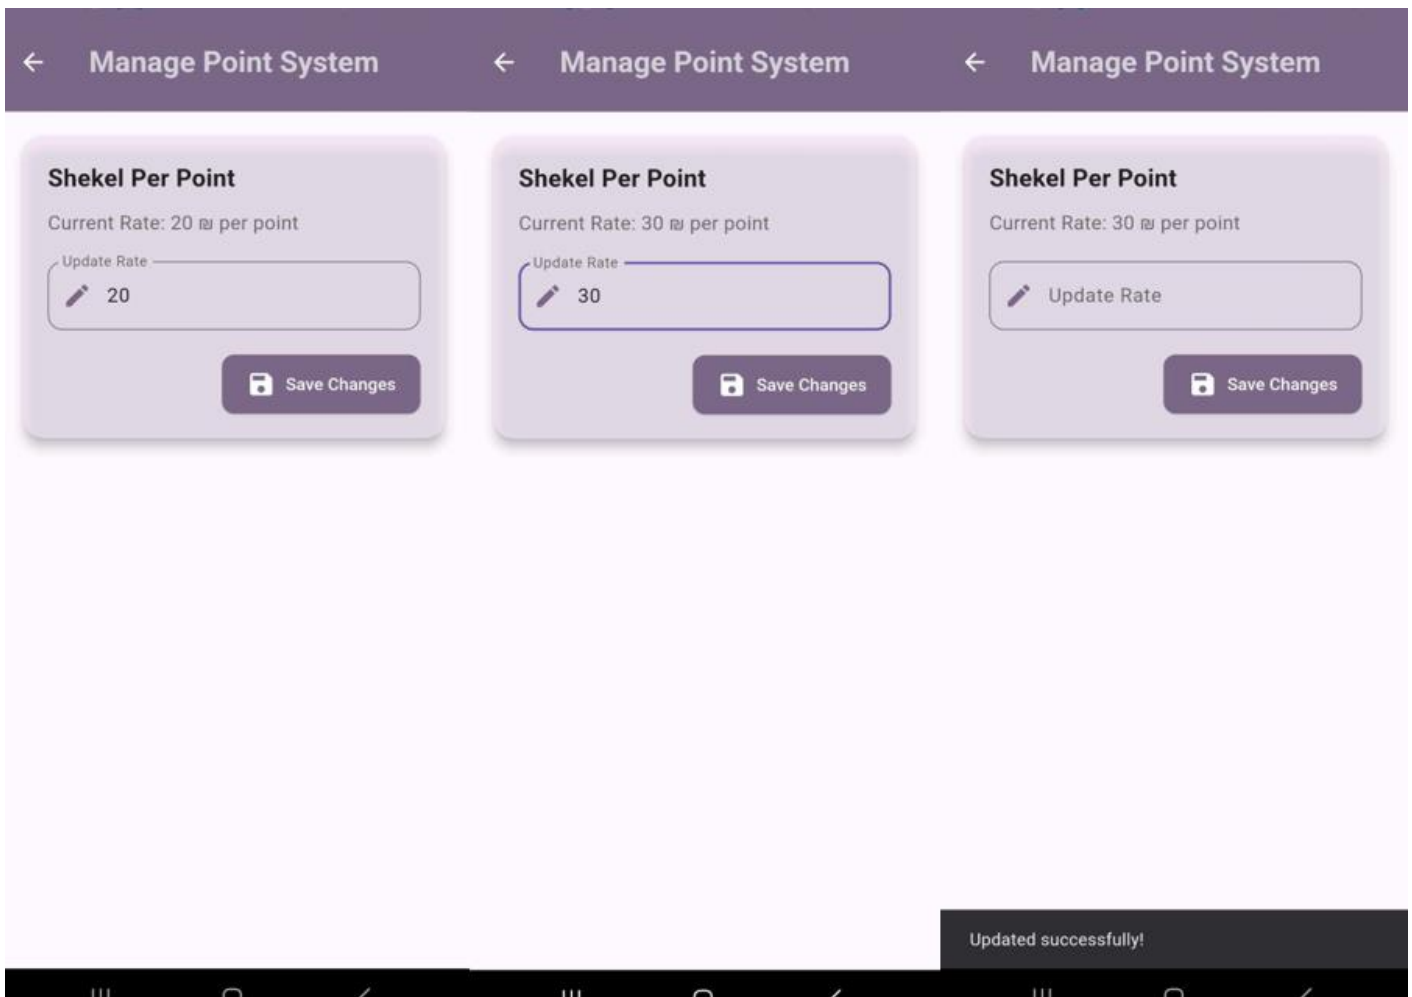 Manage Point System
Shekel Per Point
Current Rate: 20 ₪ per point
Update Rate
20
Save Changes
Manage Point System
Shekel Per Point
Current Rate: 30 ₪ per point
Update Rate
30
Save Changes
Manage Point System
Shekel Per Point
Current Rate: 30 ₪ per point
Update Rate
Save Changes
Updated successfully!